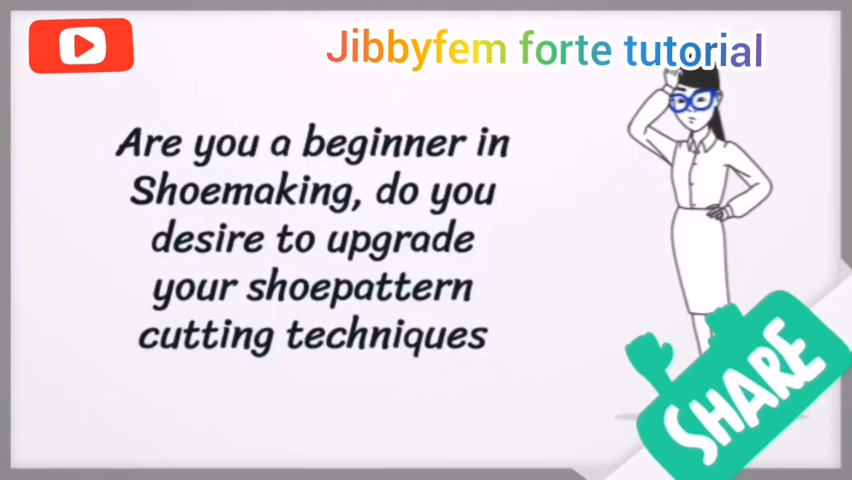 Jibbyfem forte tutorial
Are you a beginner in
Shoemaking, do you
desire to upgrade
your shoepattern
cutting techniques
SHARE